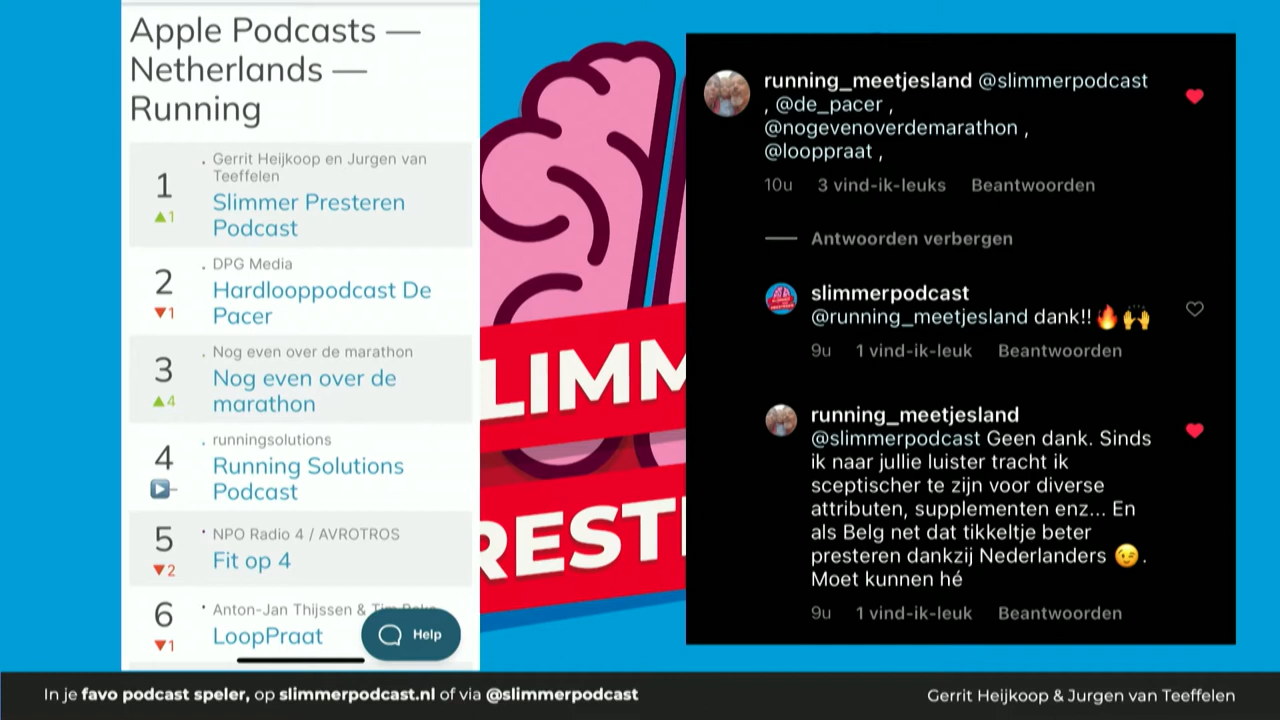 Apple Podcasts —
Netherlands —
Running
1
▲1
Gerrit Heijkoop en Jurgen van
Teeffelen
Slimmer Presteren
Podcast
2
▼1
DPG Media
Hardlooppodcast De
Pacer
3
▲4
Nog even over de marathon
Nog even over de
marathon
4
runningsolutions
Running Solutions
Podcast
5
▼2
NPO Radio 4 / AVROTROS
Fit op 4
6
▼1
Anton-Jan Thijssen &
LoopPraat
Help
LIMM
REST
running_meetjesland @slimmerpodcast
, @de_pacer ,
@nogevenoverdemarathon ,
@looppraat ,
10u 3 vind-ik-leuks Beantwoorden
Antwoorden verbergen
slimmerpodcast
@running_meetjesland dank!! 🔥🙌
9u 1 vind-ik-leuk Beantwoorden
running_meetjesland
@slimmerpodcast Geen dank. Sinds
ik naar jullie luister tracht ik
sceptischer te zijn voor diverse
attributen, supplementen enz... En
als Belg net dat tikkeltje beter
presteren dankzij Nederlanders 😉.
Moet kunnen hé
9u 1 vind-ik-leuk Beantwoorden
In je favo podcast speler, op slimmerpodcast.nl of via @slimmerpodcast
Gerrit Heijkoop & Jurgen van Teeffelen